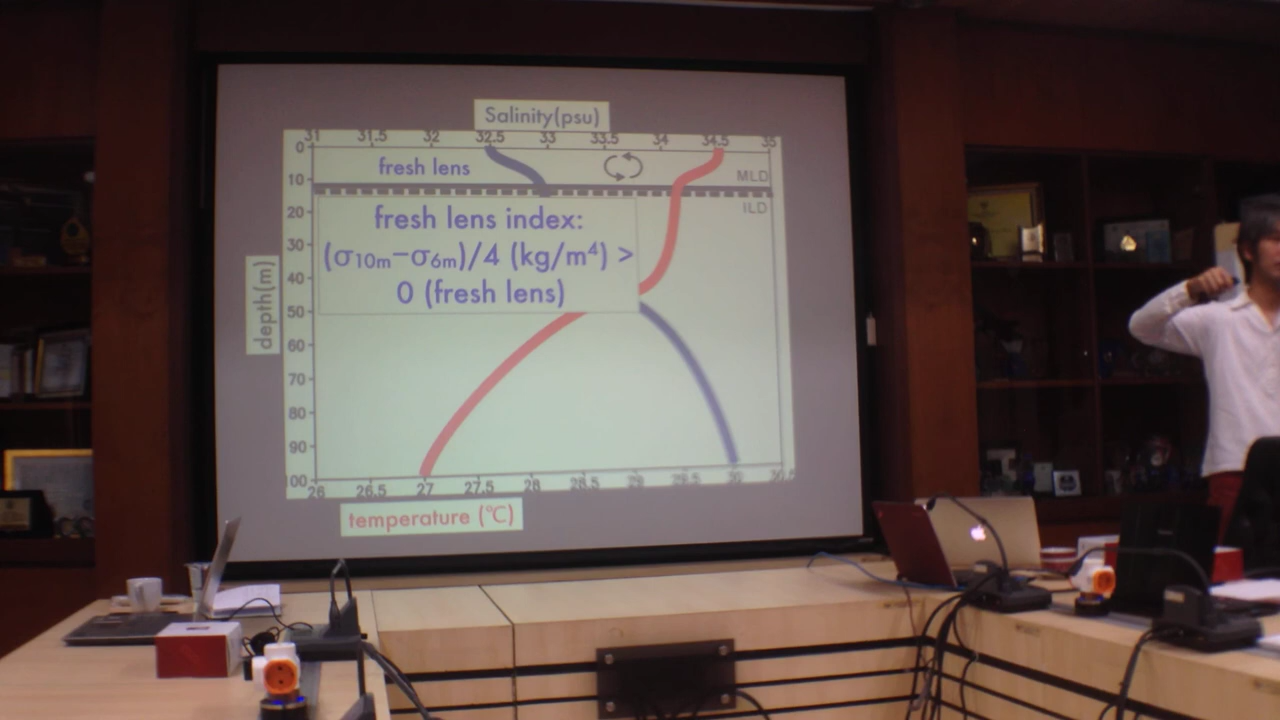 Salinity(psu)
31 31.5 32 32.5 33 33.5 34 34.5 35
0
fresh lens
MLD
10
ILD
20
fresh lens index:
30
(σ10m−σ6m)/4 (kg/m⁴) >
40
0 (fresh lens)
50
depth(m)
60
70
80
90
100
26 26.5 27 27.5 28 28.5 29 29.5 30 30.5
temperature (℃)